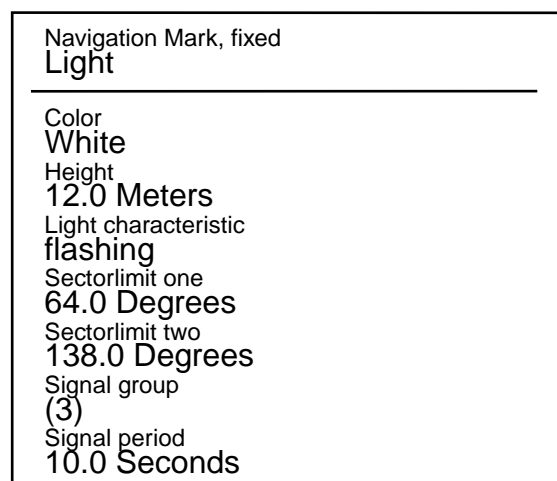 Navigation Mark, fixed
Light
Color
White
Height
12.0 Meters
Light characteristic
flashing
Sectorlimit one
64.0 Degrees
Sectorlimit two
138.0 Degrees
Signal group
(3)
Signal period
10.0 Seconds